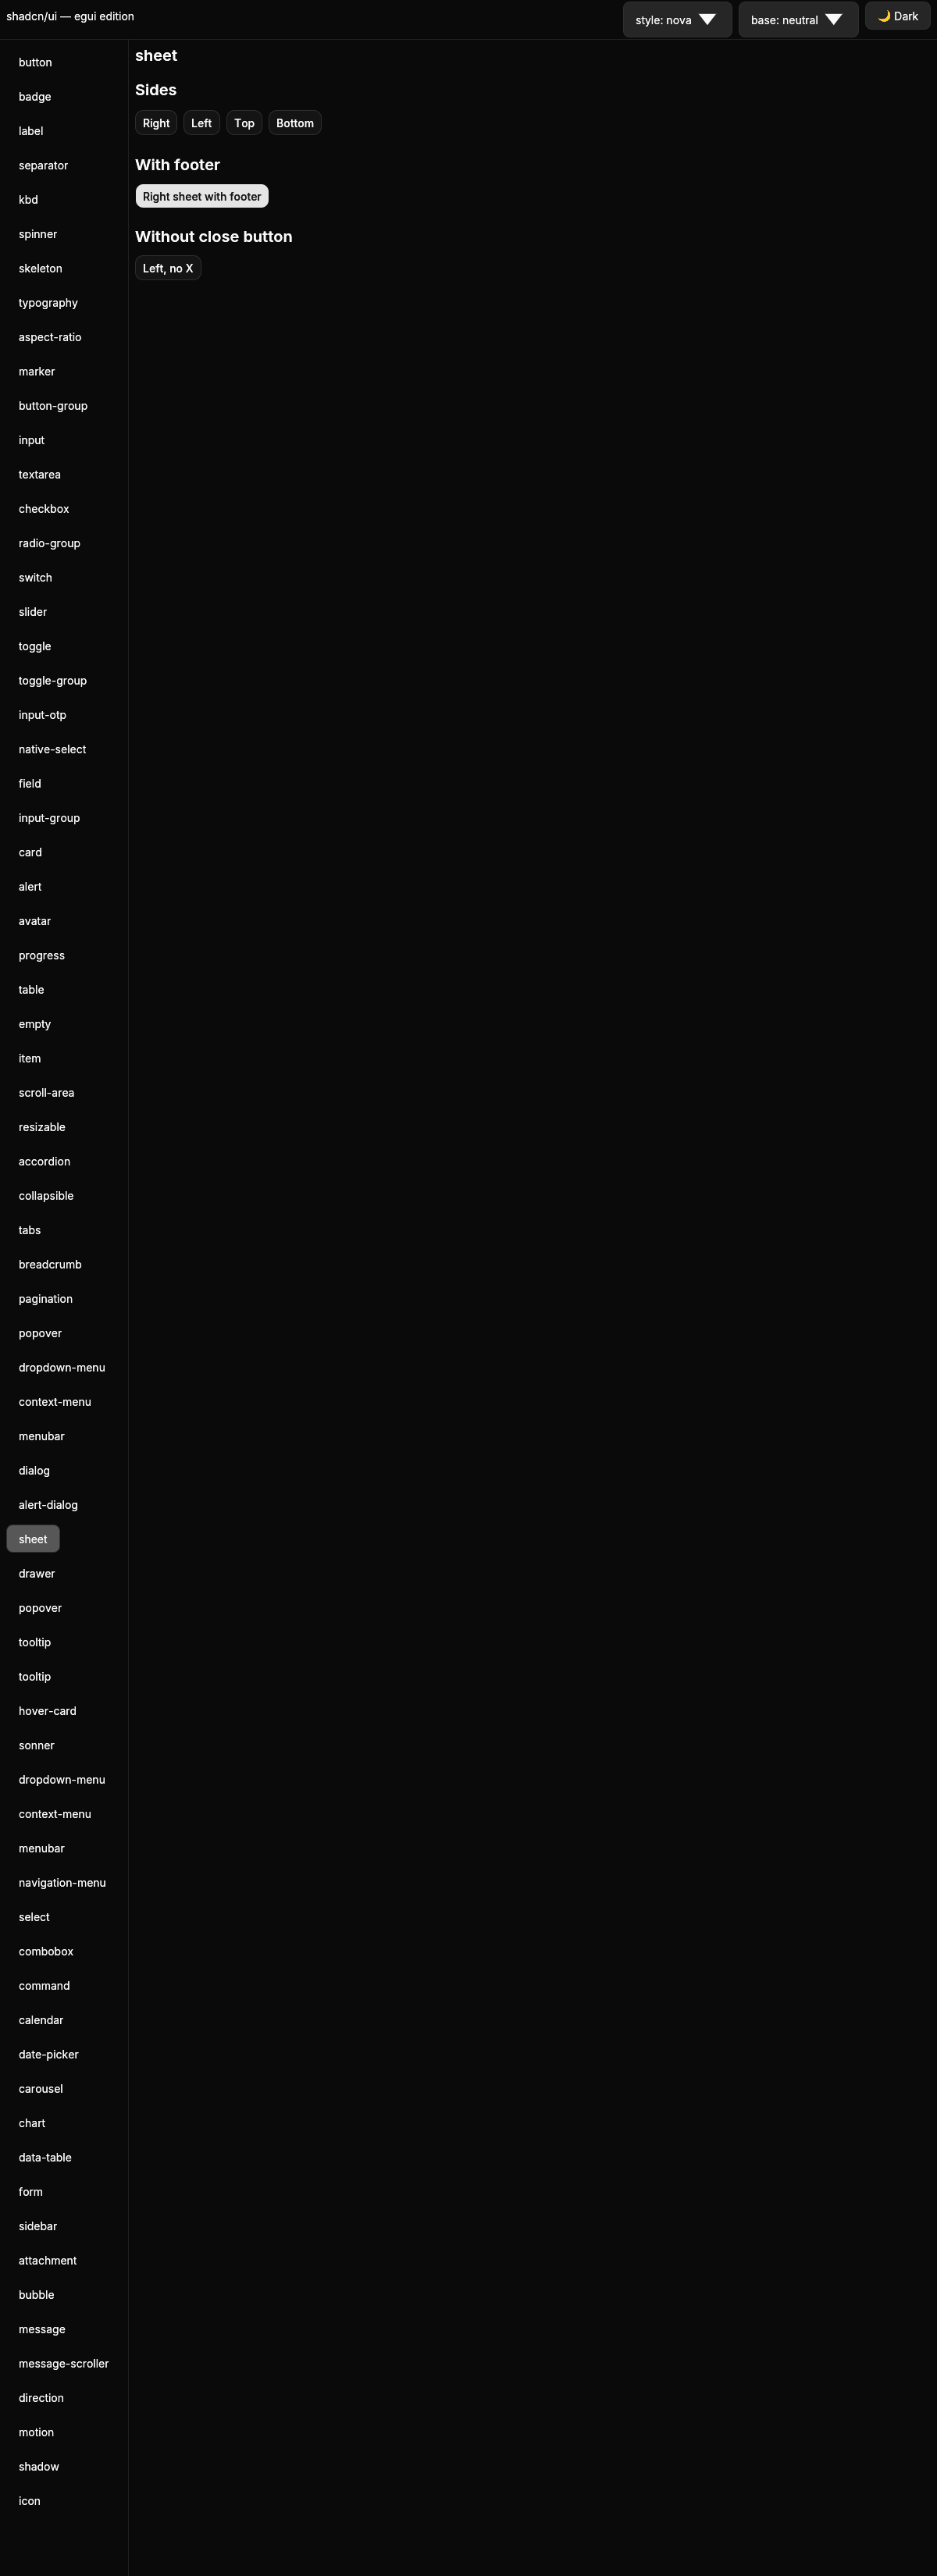 shadcn/ui — egui edition
style: nova
base: neutral
🌙 Dark
button
badge
label
separator
kbd
spinner
skeleton
typography
aspect-ratio
marker
button-group
input
textarea
checkbox
radio-group
switch
slider
toggle
toggle-group
input-otp
native-select
field
input-group
card
alert
avatar
progress
table
empty
item
scroll-area
resizable
accordion
collapsible
tabs
breadcrumb
pagination
popover
dropdown-menu
context-menu
menubar
dialog
alert-dialog
sheet
drawer
popover
tooltip
tooltip
hover-card
sonner
dropdown-menu
context-menu
menubar
navigation-menu
select
combobox
command
calendar
date-picker
carousel
chart
data-table
form
sidebar
attachment
bubble
message
message-scroller
direction
motion
shadow
icon
sheet
Sides
Right Left Top Bottom
With footer
Right sheet with footer
Without close button
Left, no X